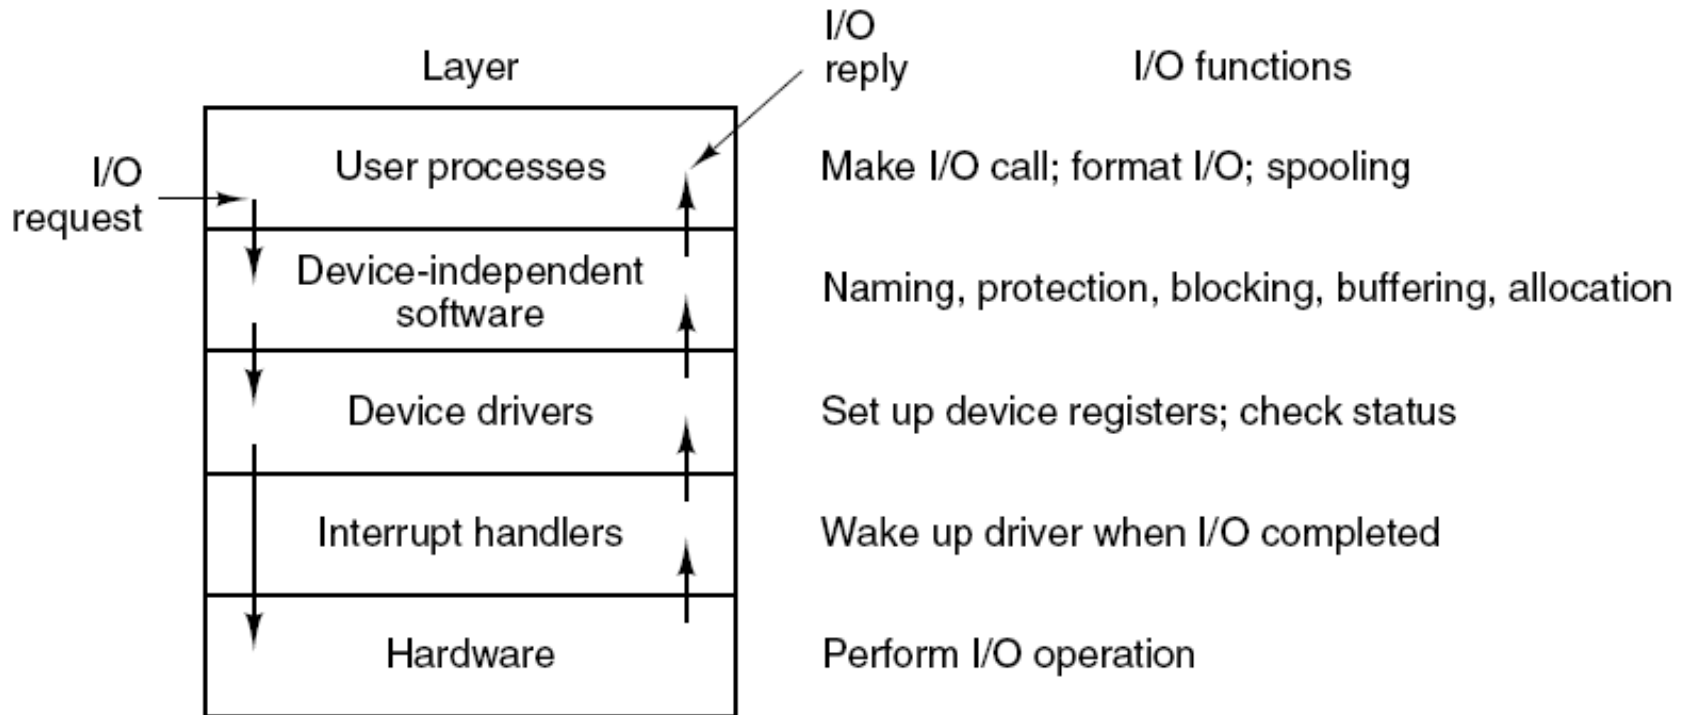 Layer
I/O
reply
I/O functions
I/O
request
User processes
Make I/O call; format I/O; spooling
Device-independent
software
Naming, protection, blocking, buffering, allocation
Device drivers
Set up device registers; check status
Interrupt handlers
Wake up driver when I/O completed
Hardware
Perform I/O operation